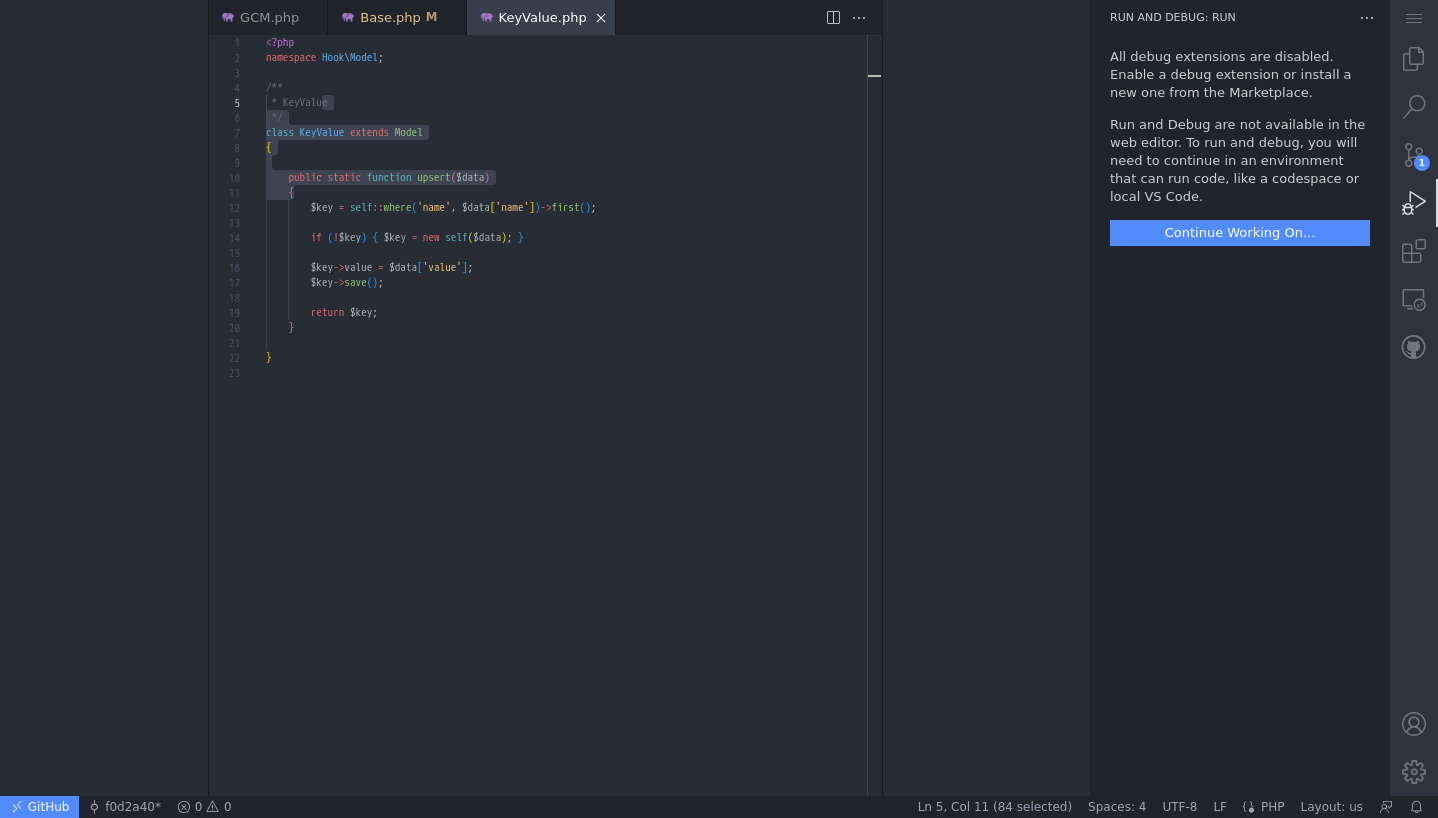 GCM.php
Base.php M
KeyValue.php
1 <?php
2 namespace Hook\Model;
3
4 /**
5  * KeyValue
6  */
7 class KeyValue extends Model
8 {
9
10     public static function upsert($data)
11     {
12         $key = self::where('name', $data['name'])->first();
13
14         if (!$key) { $key = new self($data); }
15
16         $key->value = $data['value'];
17         $key->save();
18
19         return $key;
20     }
21
22 }
23
RUN AND DEBUG: RUN
All debug extensions are disabled.
Enable a debug extension or install a
new one from the Marketplace.
Run and Debug are not available in the
web editor. To run and debug, you will
need to continue in an environment
that can run code, like a codespace or
local VS Code.
Continue Working On...
1
GitHub
f0d2a40*
0
0
Ln 5, Col 11 (84 selected)
Spaces: 4
UTF-8
LF
PHP
Layout: us